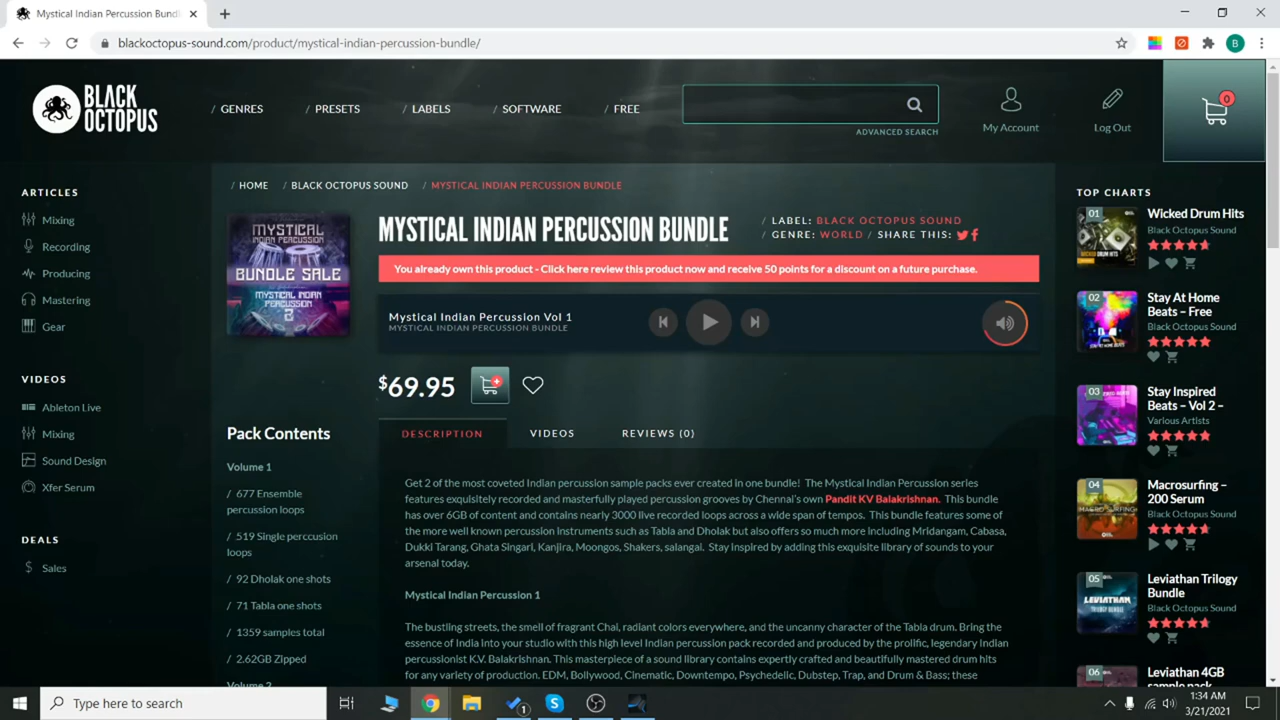 Mystical Indian Percussion Bundl
blackoctopus-sound.com/product/mystical-indian-percussion-bundle/
B
BLACK
OCTOPUS
/ GENRES
/ PRESETS
/ LABELS
/ SOFTWARE
/ FREE
ADVANCED SEARCH
My Account
Log Out
0
ARTICLES
Mixing
Recording
Producing
Mastering
Gear
VIDEOS
Ableton Live
Mixing
Sound Design
Xfer Serum
DEALS
$ Sales
/ HOME / BLACK OCTOPUS SOUND / MYSTICAL INDIAN PERCUSSION BUNDLE
MYSTICAL
INDIAN PERCUSSION
BUNDLE SALE
MYSTICAL INDIAN
PERCUSSION
2
MYSTICAL INDIAN PERCUSSION BUNDLE
/ LABEL: BLACK OCTOPUS SOUND
/ GENRE: WORLD / SHARE THIS:
You already own this product - Click here review this product now and receive 50 points for a discount on a future purchase.
Mystical Indian Percussion Vol 1
MYSTICAL INDIAN PERCUSSION BUNDLE
$69.95
Pack Contents
Volume 1
/ 677 Ensemble
percussion loops
/ 519 Single percussion
loops
/ 92 Dholak one shots
/ 71 Tabla one shots
/ 1359 samples total
/ 2.62GB Zipped
Volume 2
DESCRIPTION
VIDEOS
REVIEWS (0)
Get 2 of the most coveted Indian percussion sample packs ever created in one bundle! The Mystical Indian Percussion series
features exquisitely recorded and masterfully played percussion grooves by Chennai's own Pandit KV Balakrishnan. This bundle
has over 6GB of content and contains nearly 3000 live recorded loops across a wide span of tempos. This bundle features some of
the more well known percussion instruments such as Tabla and Dholak but also offers so much more including Mridangam, Cabasa,
Dukki Tarang, Ghata Singari, Kanjira, Moongos, Shakers, salangai. Stay Inspired by adding this exquisite library of sounds to your
arsenal today.
Mystical Indian Percussion 1
The bustling streets, the smell of fragrant Chai, radiant colors everywhere, and the uncanny character of the Tabla drum. Bring the
essence of India into your studio with this high level Indian percussion pack recorded and produced by the prolific, legendary Indian
percussionist K.V. Balakrishnan. This masterpiece of a sound library contains expertly crafted and beautifully mastered drum hits
for any variety of production. EDM, Bollywood, Cinematic, Downtempo, Psychedelic, Dubstep, Trap, and Drum & Bass; these
TOP CHARTS
01
Wicked Drum Hits
Black Octopus Sound
02
Stay At Home
Beats – Free
Black Octopus Sound
03
Stay Inspired
Beats – Vol 2 –
Various Artists
04
Macrosurfing –
200 Serum
Black Octopus Sound
05
Leviathan Trilogy
Bundle
Black Octopus Sound
06
Leviathan 4GB
sample pack
Type here to search
1
1:34 AM
3/21/2021